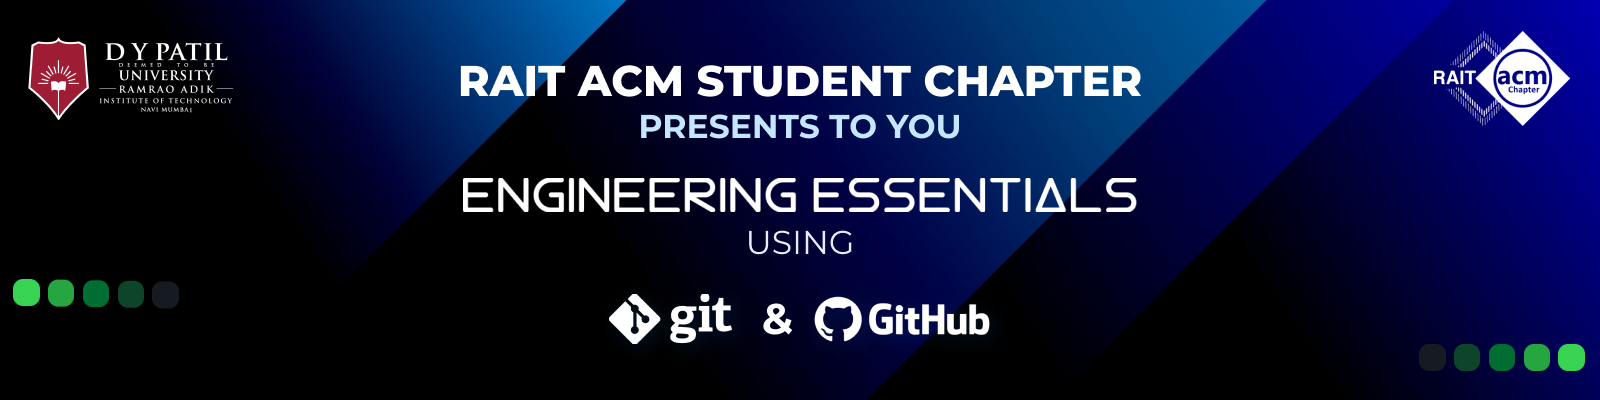 D Y PATIL
DEEMED TO BE
UNIVERSITY
RAMRAO ADIK
INSTITUTE OF TECHNOLOGY
NAVI MUMBAI
RAIT ACM STUDENT CHAPTER
PRESENTS TO YOU
ENGINEERING ESSENTIALS
USING
git & GitHub
RAIT acm
Chapter